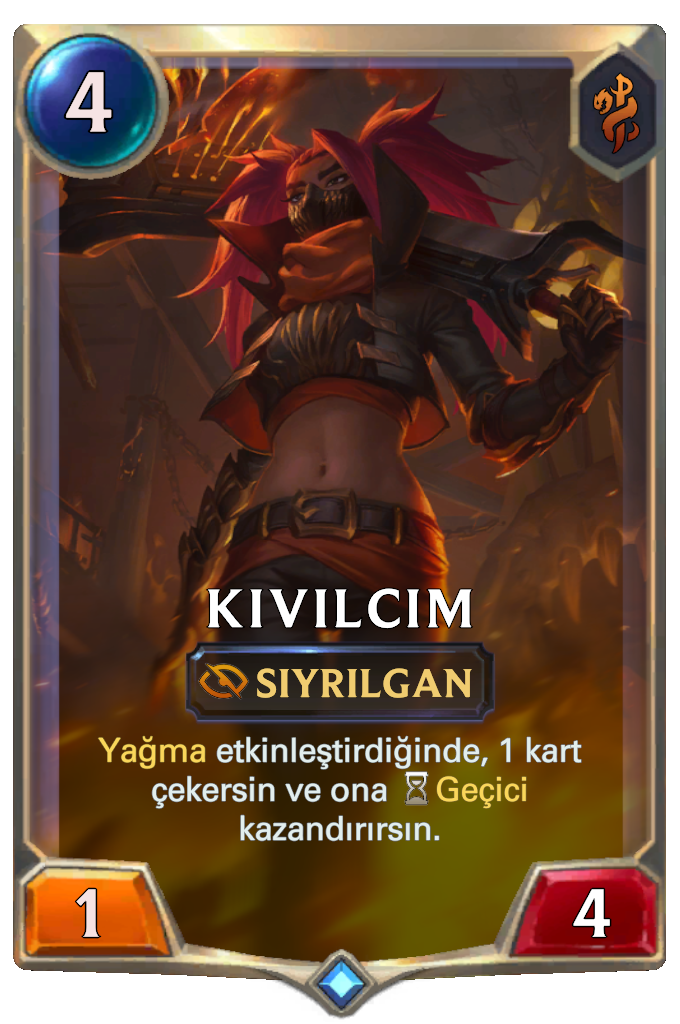 4
KIVILCIM
SIYRILGAN
Yağma etkinleştirdiğinde, 1 kart
çekersin ve ona Geçici
kazandırırsın.
1
4